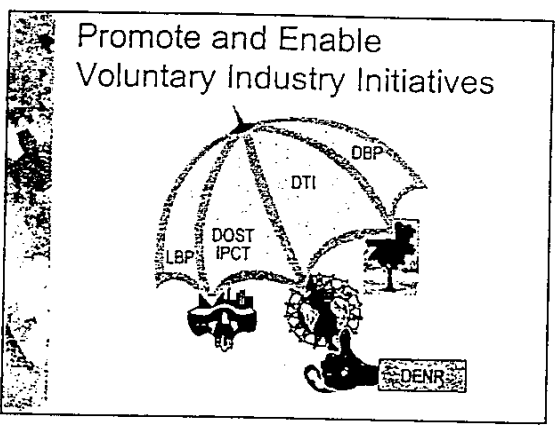 Promote and Enable
Voluntary Industry Initiatives
DBP
DTI
DOST
IPCT
LBP
DENR